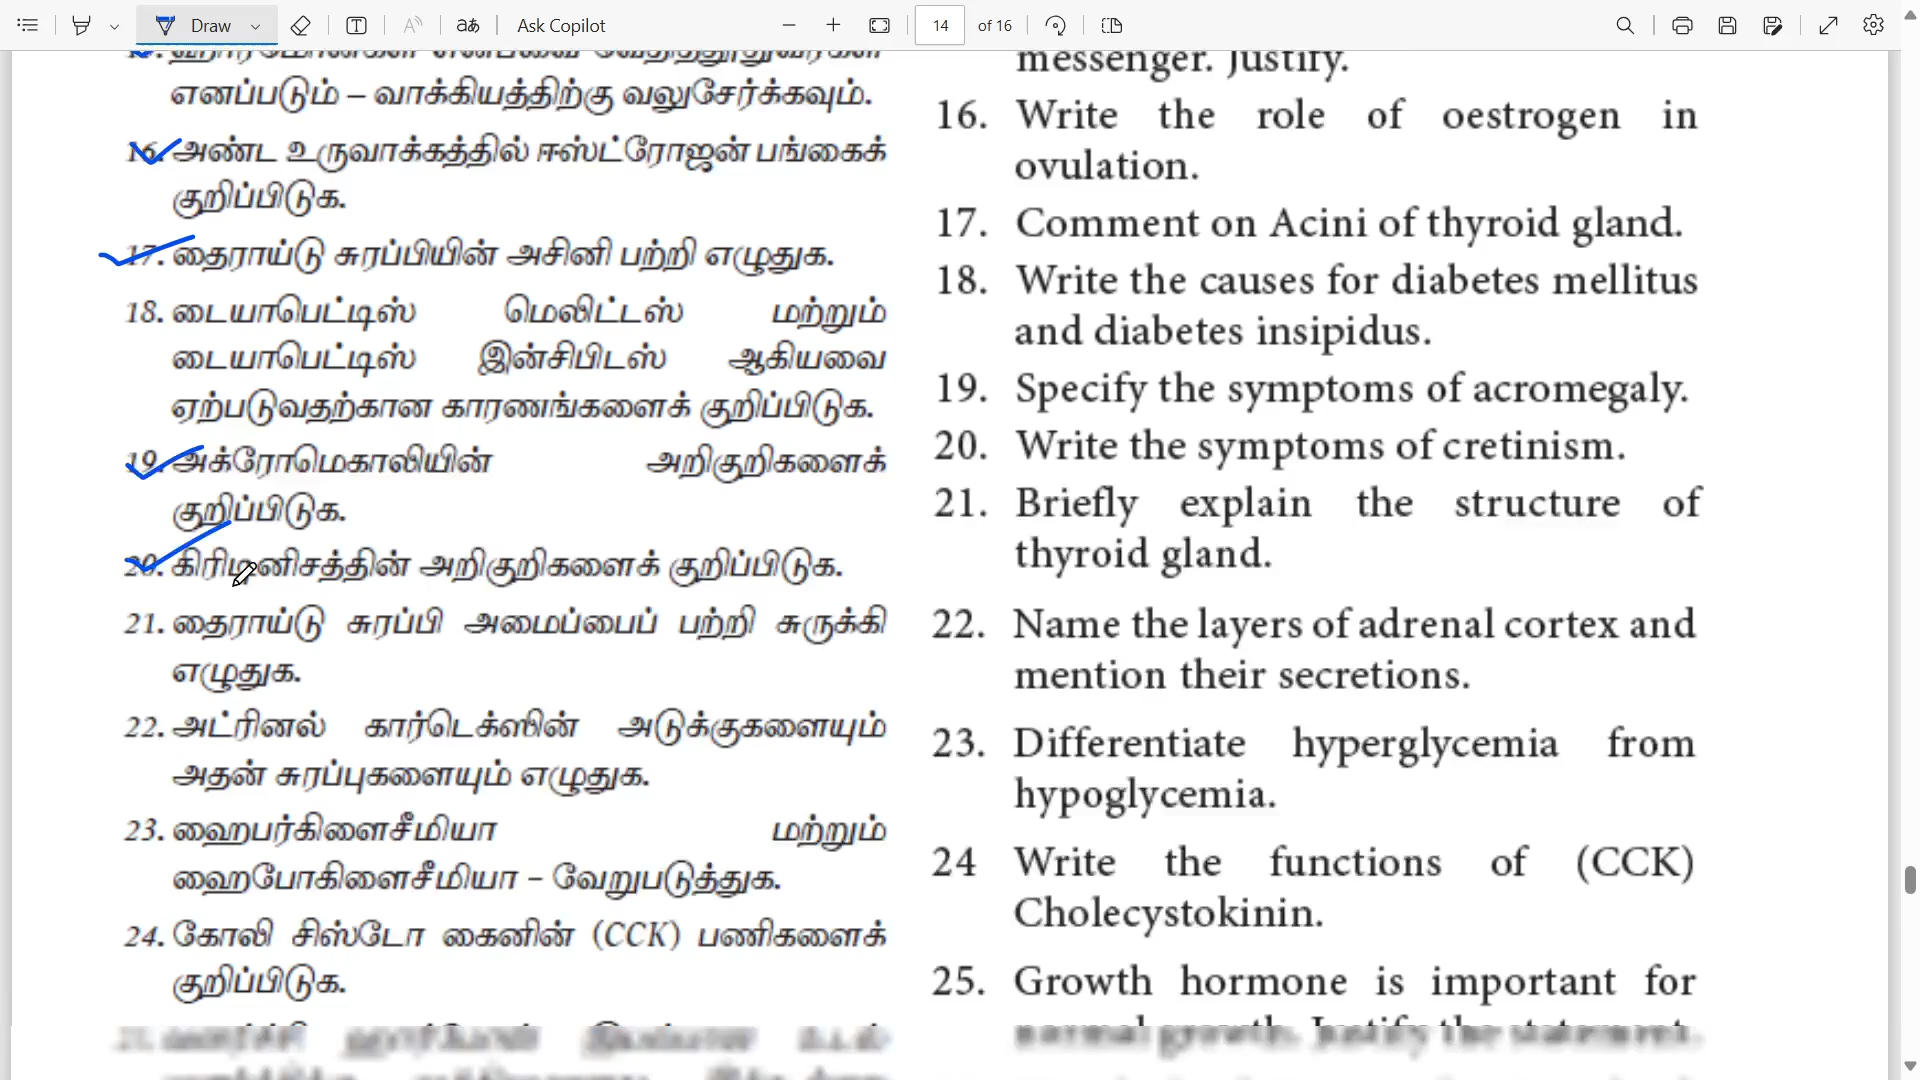 Draw
Ask Copilot
14 of 16
எனப்படும் – வாக்கியத்திற்கு வலுசேர்க்கவும்.
16. அண்ட உருவாக்கத்தில் ஈஸ்ட்ரோஜன் பங்கைக்
குறிப்பிடுக.
17. தைராய்டு சுரப்பியின் அசினி பற்றி எழுதுக.
18. டையாபெட்டிஸ் மெலிட்டஸ் மற்றும்
டையாபெட்டிஸ் இன்சிபிடஸ் ஆகியவை
ஏற்படுவதற்கான காரணங்களைக் குறிப்பிடுக.
19. அக்ரோமெகாலியின் அறிகுறிகளைக்
குறிப்பிடுக.
20. கிரிடினிசத்தின் அறிகுறிகளைக் குறிப்பிடுக.
21. தைராய்டு சுரப்பி அமைப்பைப் பற்றி சுருக்கி
எழுதுக.
22. அட்ரினல் கார்டெக்ஸின் அடுக்குகளையும்
அதன் சுரப்புகளையும் எழுதுக.
23. ஹைபர்கிளைசீமியா மற்றும்
ஹைபோகிளைசீமியா – வேறுபடுத்துக.
24. கோலி சிஸ்டோ கைனின் (CCK) பணிகளைக்
குறிப்பிடுக.
messenger. Justify.
16. Write the role of oestrogen in
ovulation.
17. Comment on Acini of thyroid gland.
18. Write the causes for diabetes mellitus
and diabetes insipidus.
19. Specify the symptoms of acromegaly.
20. Write the symptoms of cretinism.
21. Briefly explain the structure of
thyroid gland.
22. Name the layers of adrenal cortex and
mention their secretions.
23. Differentiate hyperglycemia from
hypoglycemia.
24 Write the functions of (CCK)
Cholecystokinin.
25. Growth hormone is important for
normal growth. Justify the statement.